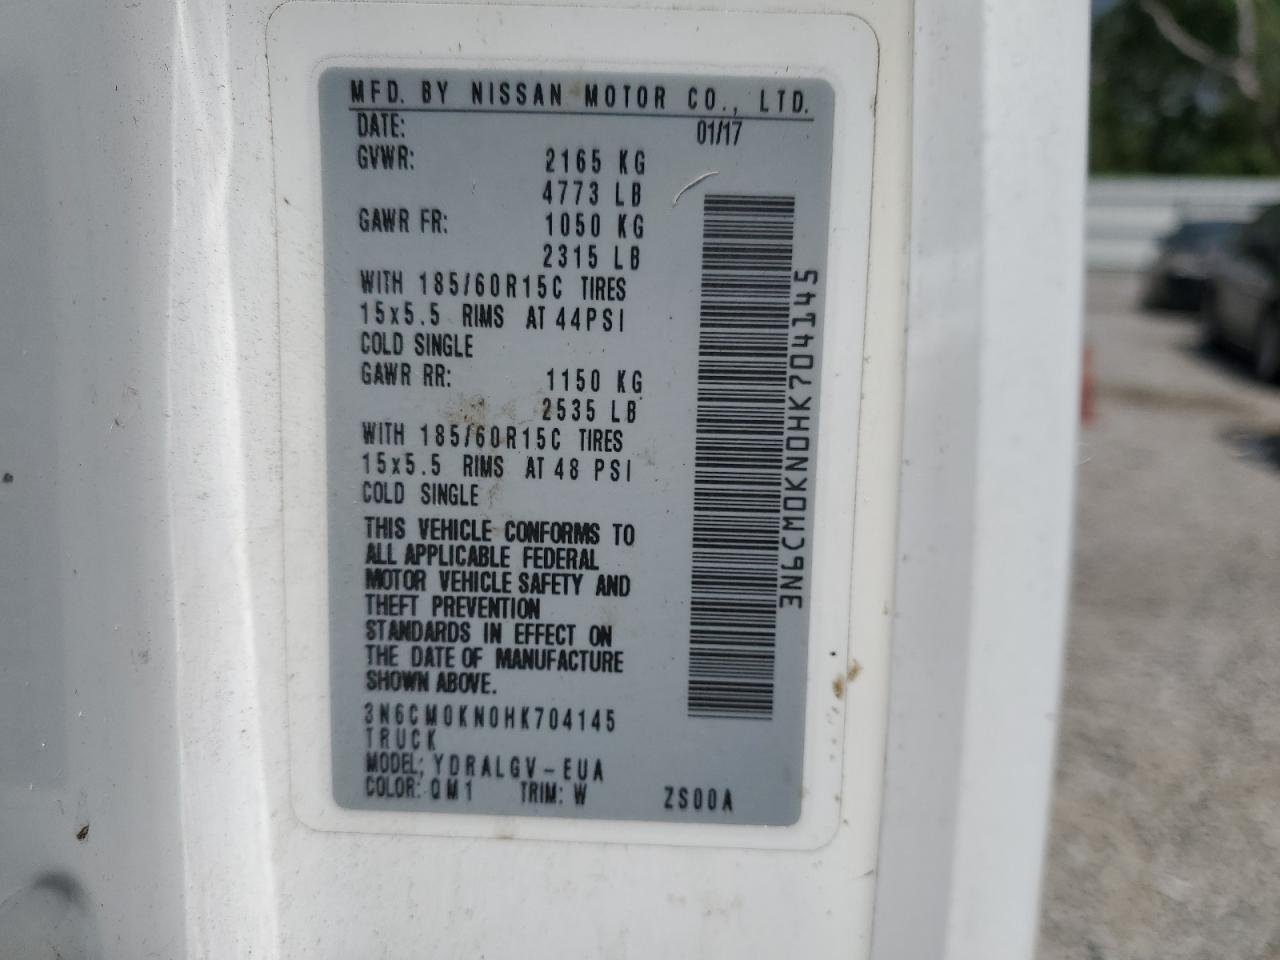 MFD. BY NISSAN MOTOR CO., LTD.
DATE: 01/17
GVWR: 2165 KG
4773 LB
GAWR FR: 1050 KG
2315 LB
WITH 185/60R15C TIRES
15x5.5 RIMS AT 44PSI
COLD SINGLE
GAWR RR: 1150 KG
2535 LB
WITH 185/60R15C TIRES
15x5.5 RIMS AT 48 PSI
COLD SINGLE
THIS VEHICLE CONFORMS TO
ALL APPLICABLE FEDERAL
MOTOR VEHICLE SAFETY AND
THEFT PREVENTION
STANDARDS IN EFFECT ON
THE DATE OF MANUFACTURE
SHOWN ABOVE.
3N6CM0KN0HK704145
TRUCK
MODEL: YDRALGV-EUA
COLOR: QM1 TRIM: W ZS00A
3N6CM0KN0HK704145